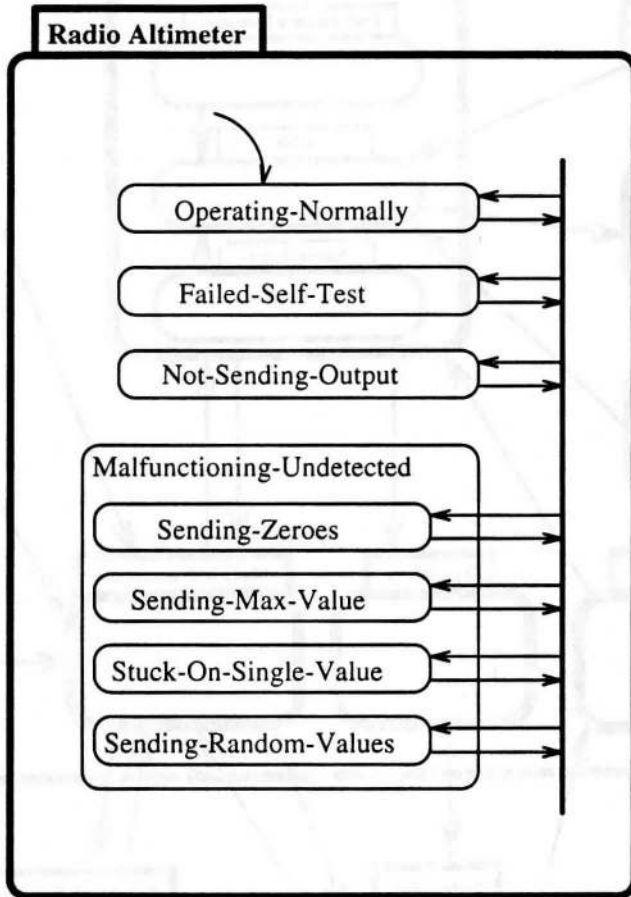 Radio Altimeter
Operating-Normally
Failed-Self-Test
Not-Sending-Output
Malfunctioning-Undetected
Sending-Zeroes
Sending-Max-Value
Stuck-On-Single-Value
Sending-Random-Values